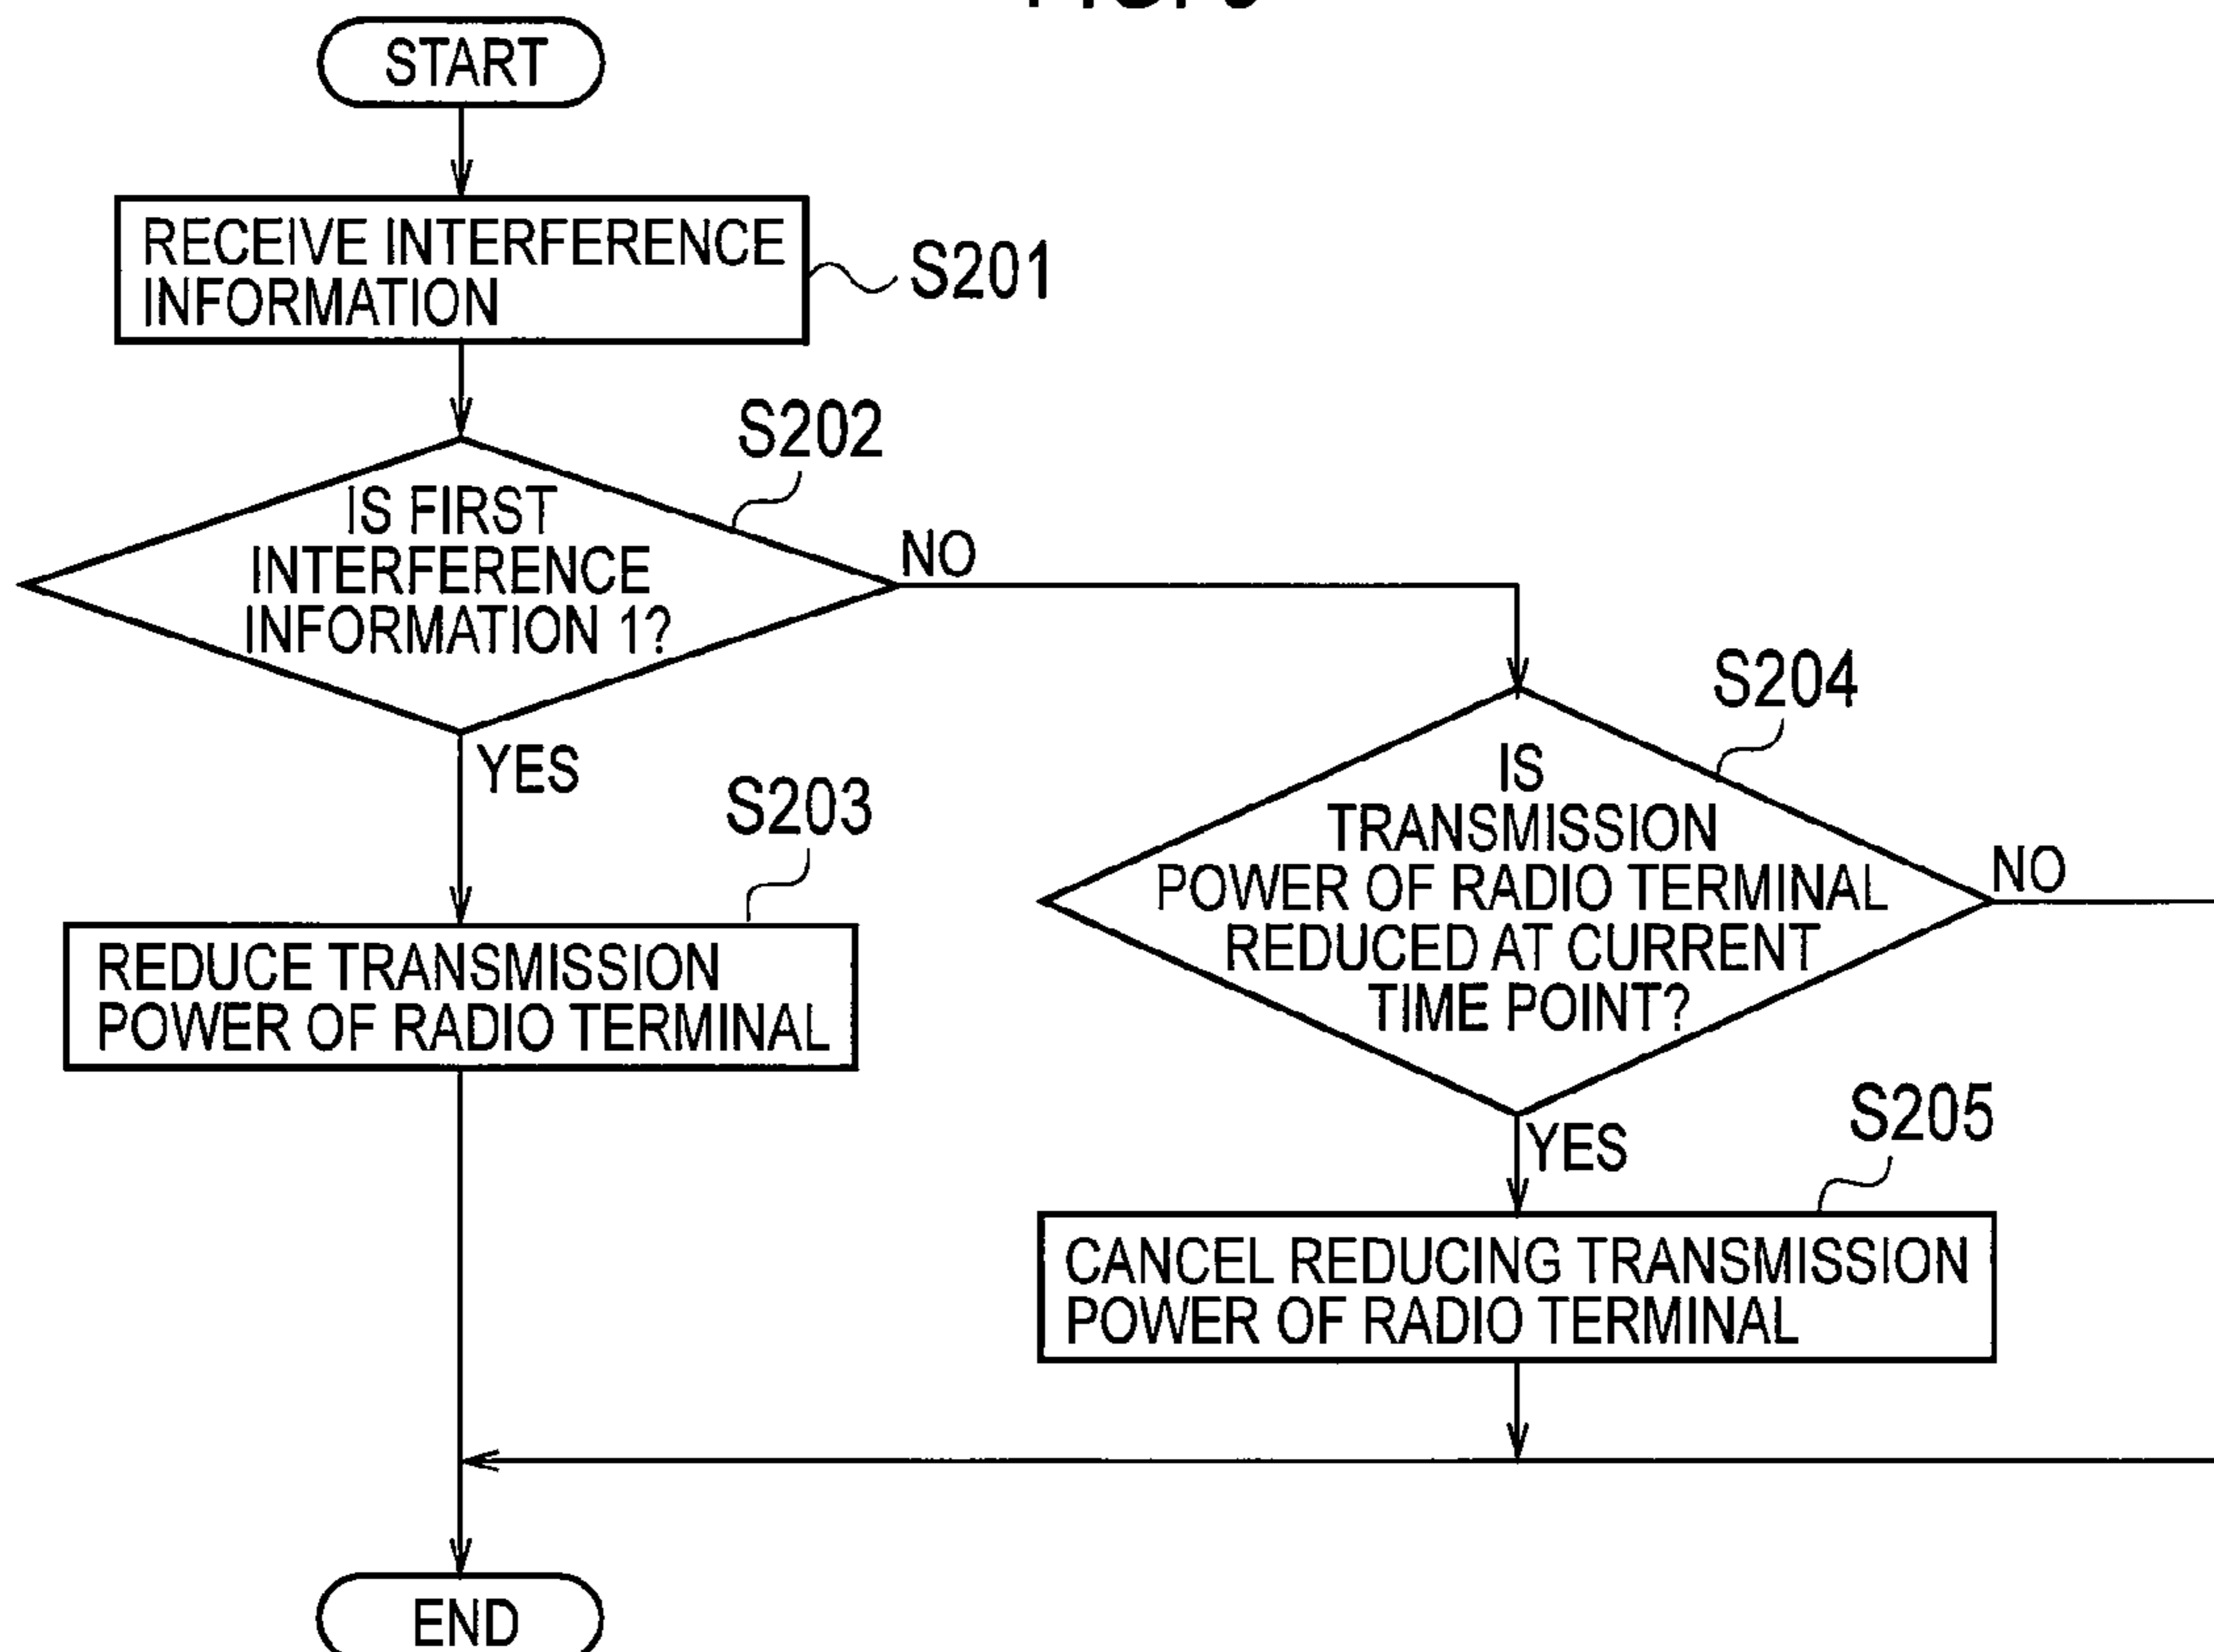 START
RECEIVE INTERFERENCE
INFORMATION
S201
S202
IS FIRST
INTERFERENCE
INFORMATION 1?
NO
YES
S203
REDUCE TRANSMISSION
POWER OF RADIO TERMINAL
S204
IS
TRANSMISSION
POWER OF RADIO TERMINAL
REDUCED AT CURRENT
TIME POINT?
NO
YES
S205
CANCEL REDUCING TRANSMISSION
POWER OF RADIO TERMINAL
END